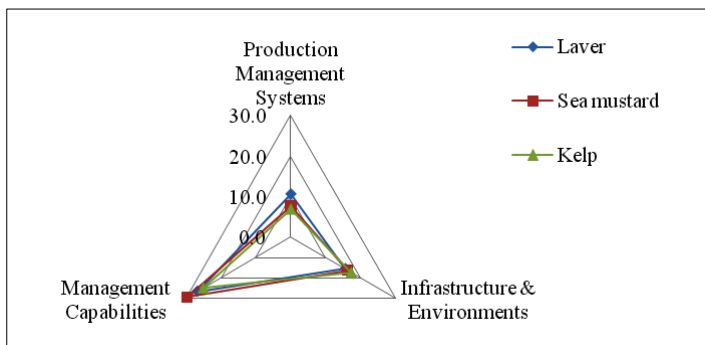 Production
Management
Systems
30.0
20.0
10.0
0.0
Management
Capabilities
Infrastructure &
Environments
Laver
Sea mustard
Kelp